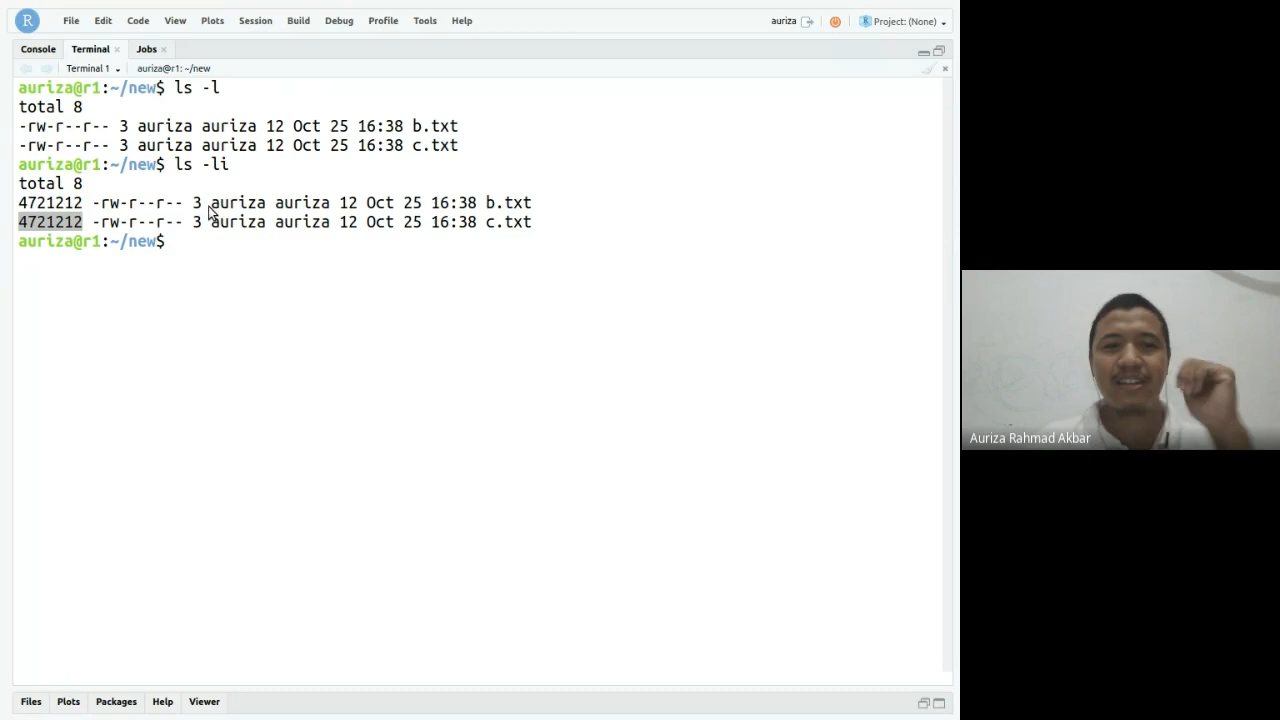 R File Edit Code View Plots Session Build Debug Profile Tools Help auriza Project: (None)
Console Terminal Jobs
Terminal 1 auriza@r1: ~/new
auriza@r1:~/new$ ls -l
total 8
-rw-r--r-- 3 auriza auriza 12 Oct 25 16:38 b.txt
-rw-r--r-- 3 auriza auriza 12 Oct 25 16:38 c.txt
auriza@r1:~/new$ ls -li
total 8
4721212 -rw-r--r-- 3 auriza auriza 12 Oct 25 16:38 b.txt
4721212 -rw-r--r-- 3 auriza auriza 12 Oct 25 16:38 c.txt
auriza@r1:~/new$
Auriza Rahmad Akbar
Files Plots Packages Help Viewer